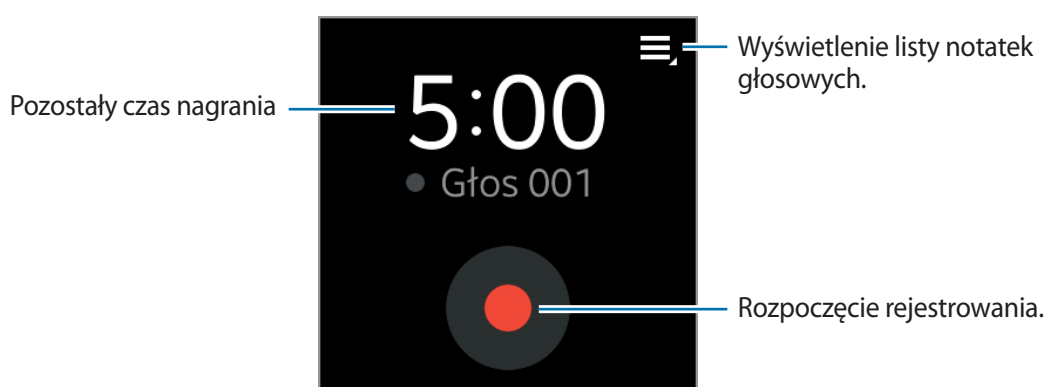 Wyświetlenie listy notatek
głosowych.
Pozostały czas nagrania
5:00
Głos 001
Rozpoczęcie rejestrowania.